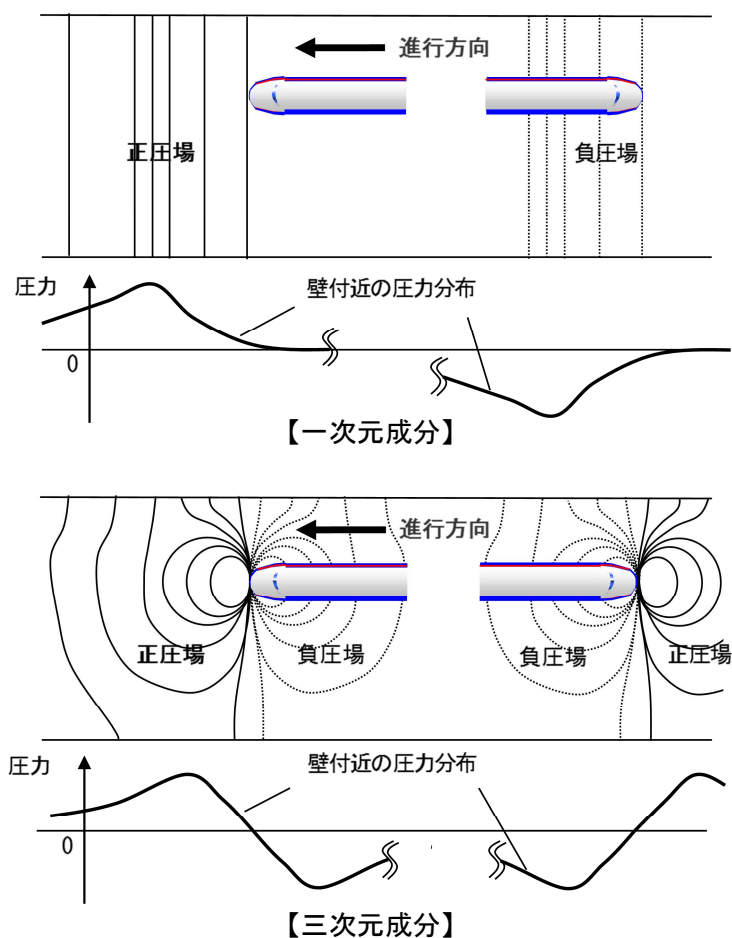 進行方向
正圧場
負圧場
圧力
壁付近の圧力分布
0
【一次元成分】
進行方向
正圧場
負圧場
負圧場
正圧場
圧力
壁付近の圧力分布
0
【三次元成分】